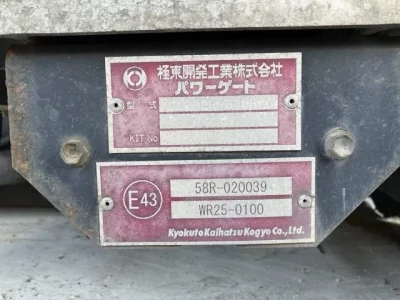 極東開発工業株式会社
パワーゲート
型式
KIT No
E43
58R-020039
WR25-0100
Kyokuto Kaihatsu Kogyo Co., Ltd.